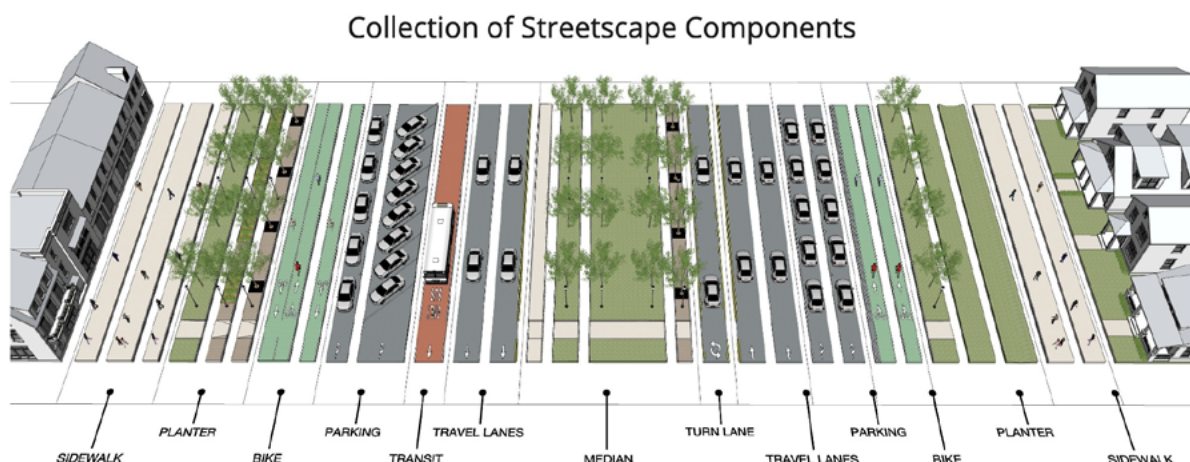 Collection of Streetscape Components
PLANTER PARKING TRAVEL LANES TURN LANE PARKING PLANTER
SIDEWALK BIKE TRANSIT MEDIAN TRAVEL LANES BIKE SIDEWALK